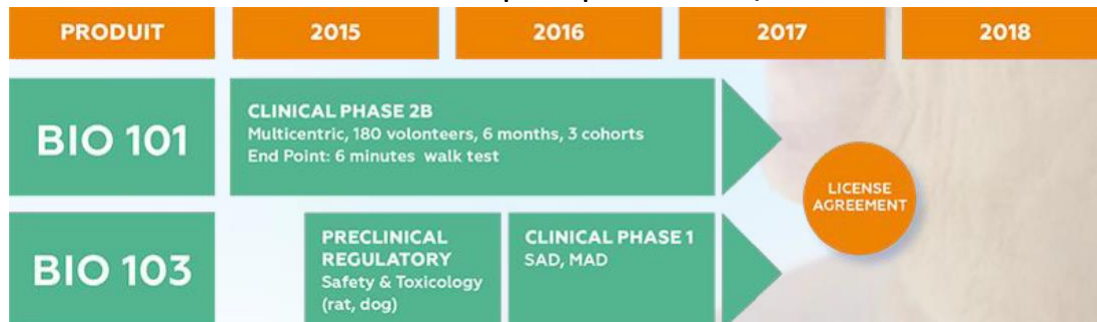 PRODUIT 2015 2016 2017 2018
BIO 101
CLINICAL PHASE 2B
Multicentric, 180 volunteers, 6 months, 3 cohorts
End Point: 6 minutes walk test
LICENSE
AGREEMENT
BIO 103
PRECLINICAL
REGULATORY
Safety & Toxicology
(rat, dog)
CLINICAL PHASE 1
SAD, MAD